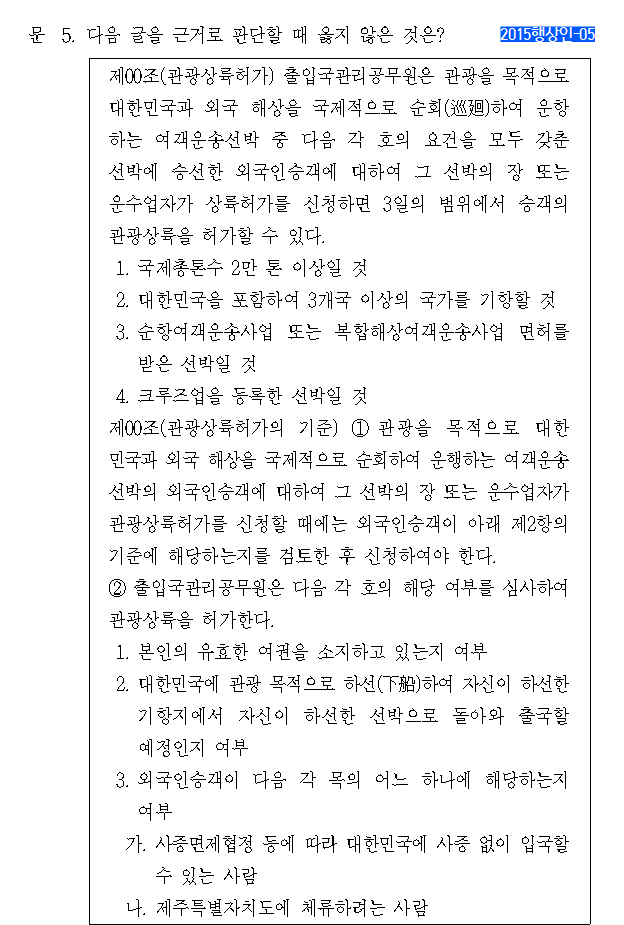 문 5. 다음 글을 근거로 판단할 때 옳지 않은 것은? 2015행상인-05
제00조(관광상륙허가) 출입국관리공무원은 관광을 목적으로
대한민국과 외국 해상을 국제적으로 순회(巡廻)하여 운항
하는 여객운송선박 중 다음 각 호의 요건을 모두 갖춘
선박에 승선한 외국인승객에 대하여 그 선박의 장 또는
운수업자가 상륙허가를 신청하면 3일의 범위에서 승객의
관광상륙을 허가할 수 있다.
1. 국제총톤수 2만 톤 이상일 것
2. 대한민국을 포함하여 3개국 이상의 국가를 기항할 것
3. 순항여객운송사업 또는 복합해상여객운송사업 면허를
받은 선박일 것
4. 크루즈업을 등록한 선박일 것
제00조(관광상륙허가의 기준) ① 관광을 목적으로 대한
민국과 외국 해상을 국제적으로 순회하여 운행하는 여객운송
선박의 외국인승객에 대하여 그 선박의 장 또는 운수업자가
관광상륙허가를 신청할 때에는 외국인승객이 아래 제2항의
기준에 해당하는지를 검토한 후 신청하여야 한다.
② 출입국관리공무원은 다음 각 호의 해당 여부를 심사하여
관광상륙을 허가한다.
1. 본인의 유효한 여권을 소지하고 있는지 여부
2. 대한민국에 관광 목적으로 하선(下船)하여 자신이 하선한
기항지에서 자신이 하선한 선박으로 돌아와 출국할
예정인지 여부
3. 외국인승객이 다음 각 목의 어느 하나에 해당하는지
여부
가. 사증면제협정 등에 따라 대한민국에 사증 없이 입국할
수 있는 사람
나. 제주특별자치도에 체류하려는 사람